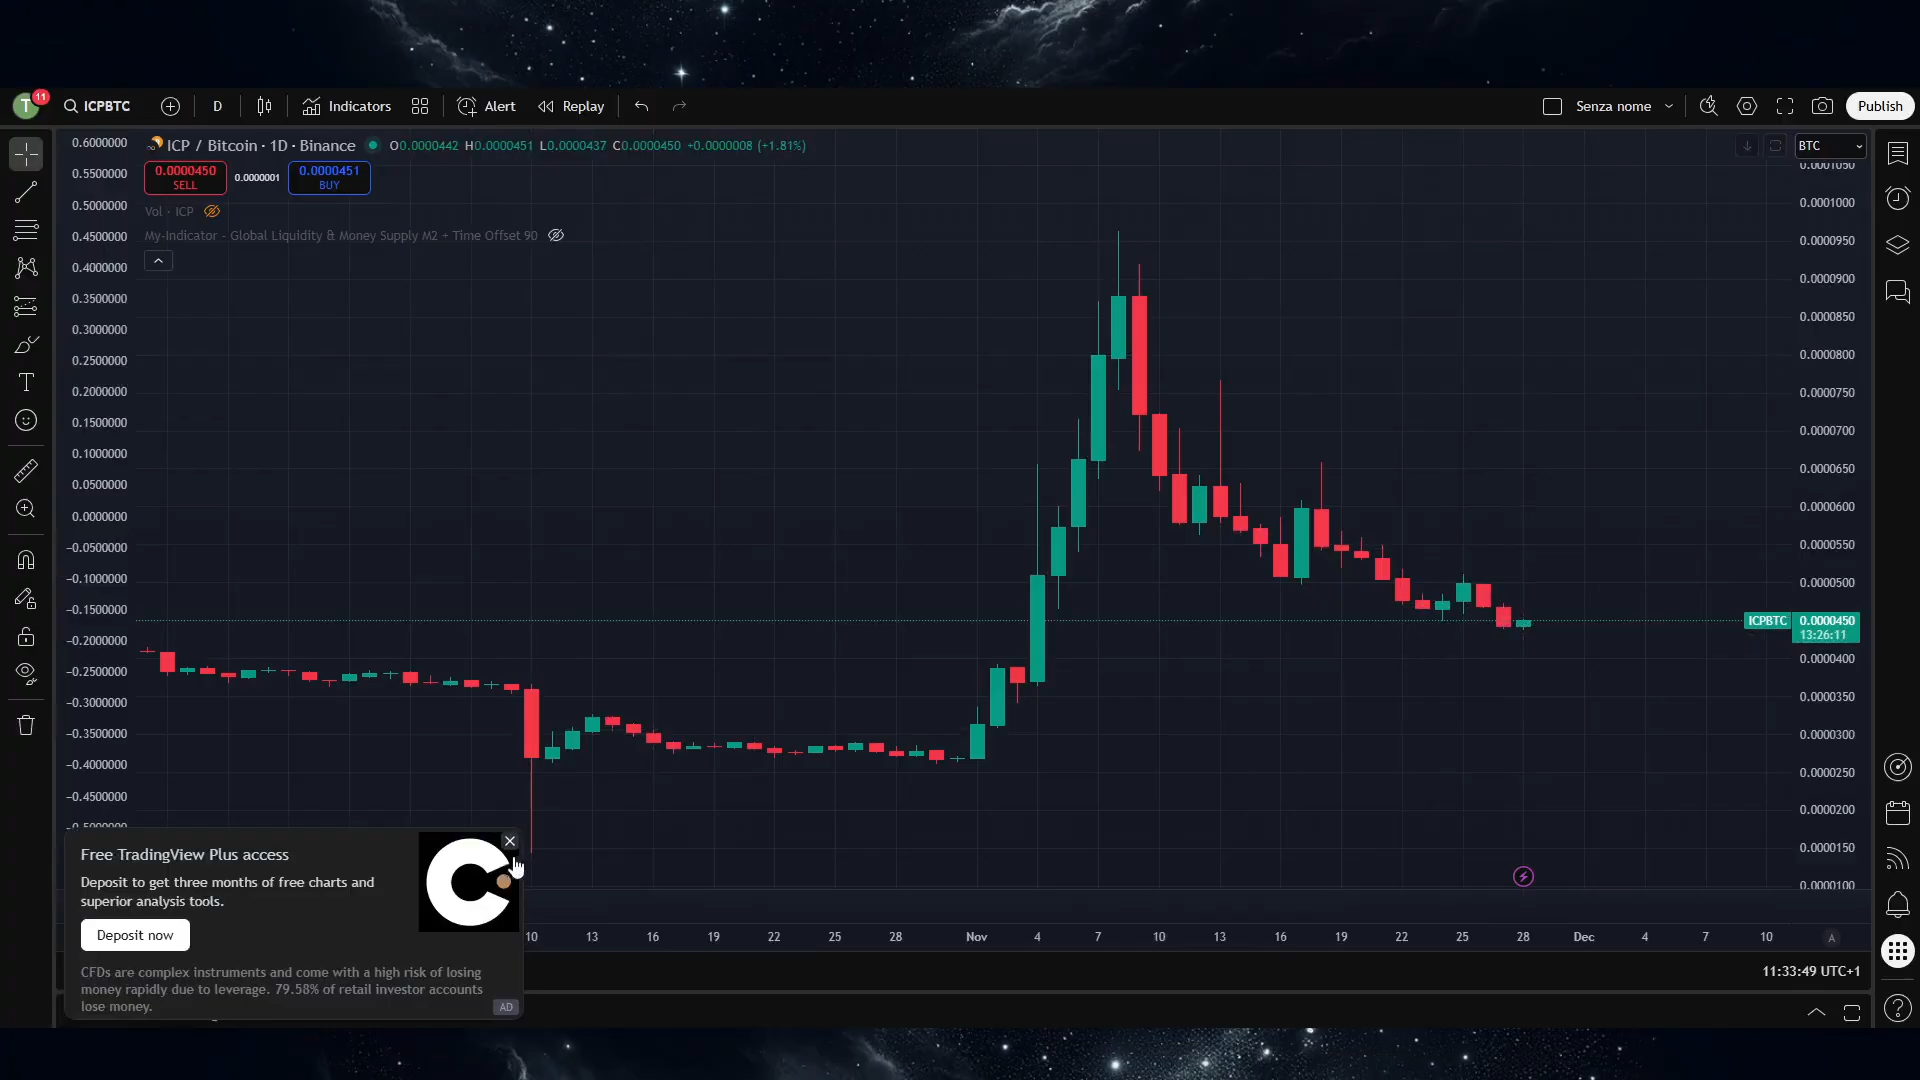 T 11 ICPBTC D Indicators Alert Replay Senza nome Publish
ICP / Bitcoin · 1D · Binance O0.0000442 H0.0000451 L0.0000437 C0.0000450 +0.0000008 (+1.81%) BTC
0.0000450 SELL
0.0000001
0.0000451 BUY
Vol · ICP
My-Indicator - Global Liquidity & Money Supply M2 + Time Offset 90
0.6000000
0.5500000
0.5000000
0.4500000
0.4000000
0.3500000
0.3000000
0.2500000
0.2000000
0.1500000
0.1000000
0.0500000
0.0000000
−0.0500000
−0.1000000
−0.1500000
−0.2000000
−0.2500000
−0.3000000
−0.3500000
−0.4000000
−0.4500000
−0.5000000
0.0001050
0.0001000
0.0000950
0.0000900
0.0000850
0.0000800
0.0000750
0.0000700
0.0000650
0.0000600
0.0000550
0.0000500
ICPBTC 0.0000450
13:26:11
0.0000400
0.0000350
0.0000300
0.0000250
0.0000200
0.0000150
0.0000100
Free TradingView Plus access
Deposit to get three months of free charts and
superior analysis tools.
Deposit now
CFDs are complex instruments and come with a high risk of losing
money rapidly due to leverage. 79.58% of retail investor accounts
lose money.
AD
10 13 16 19 22 25 28 Nov 4 7 10 13 16 19 22 25 28 Dec 4 7 10 A
11:33:49 UTC+1